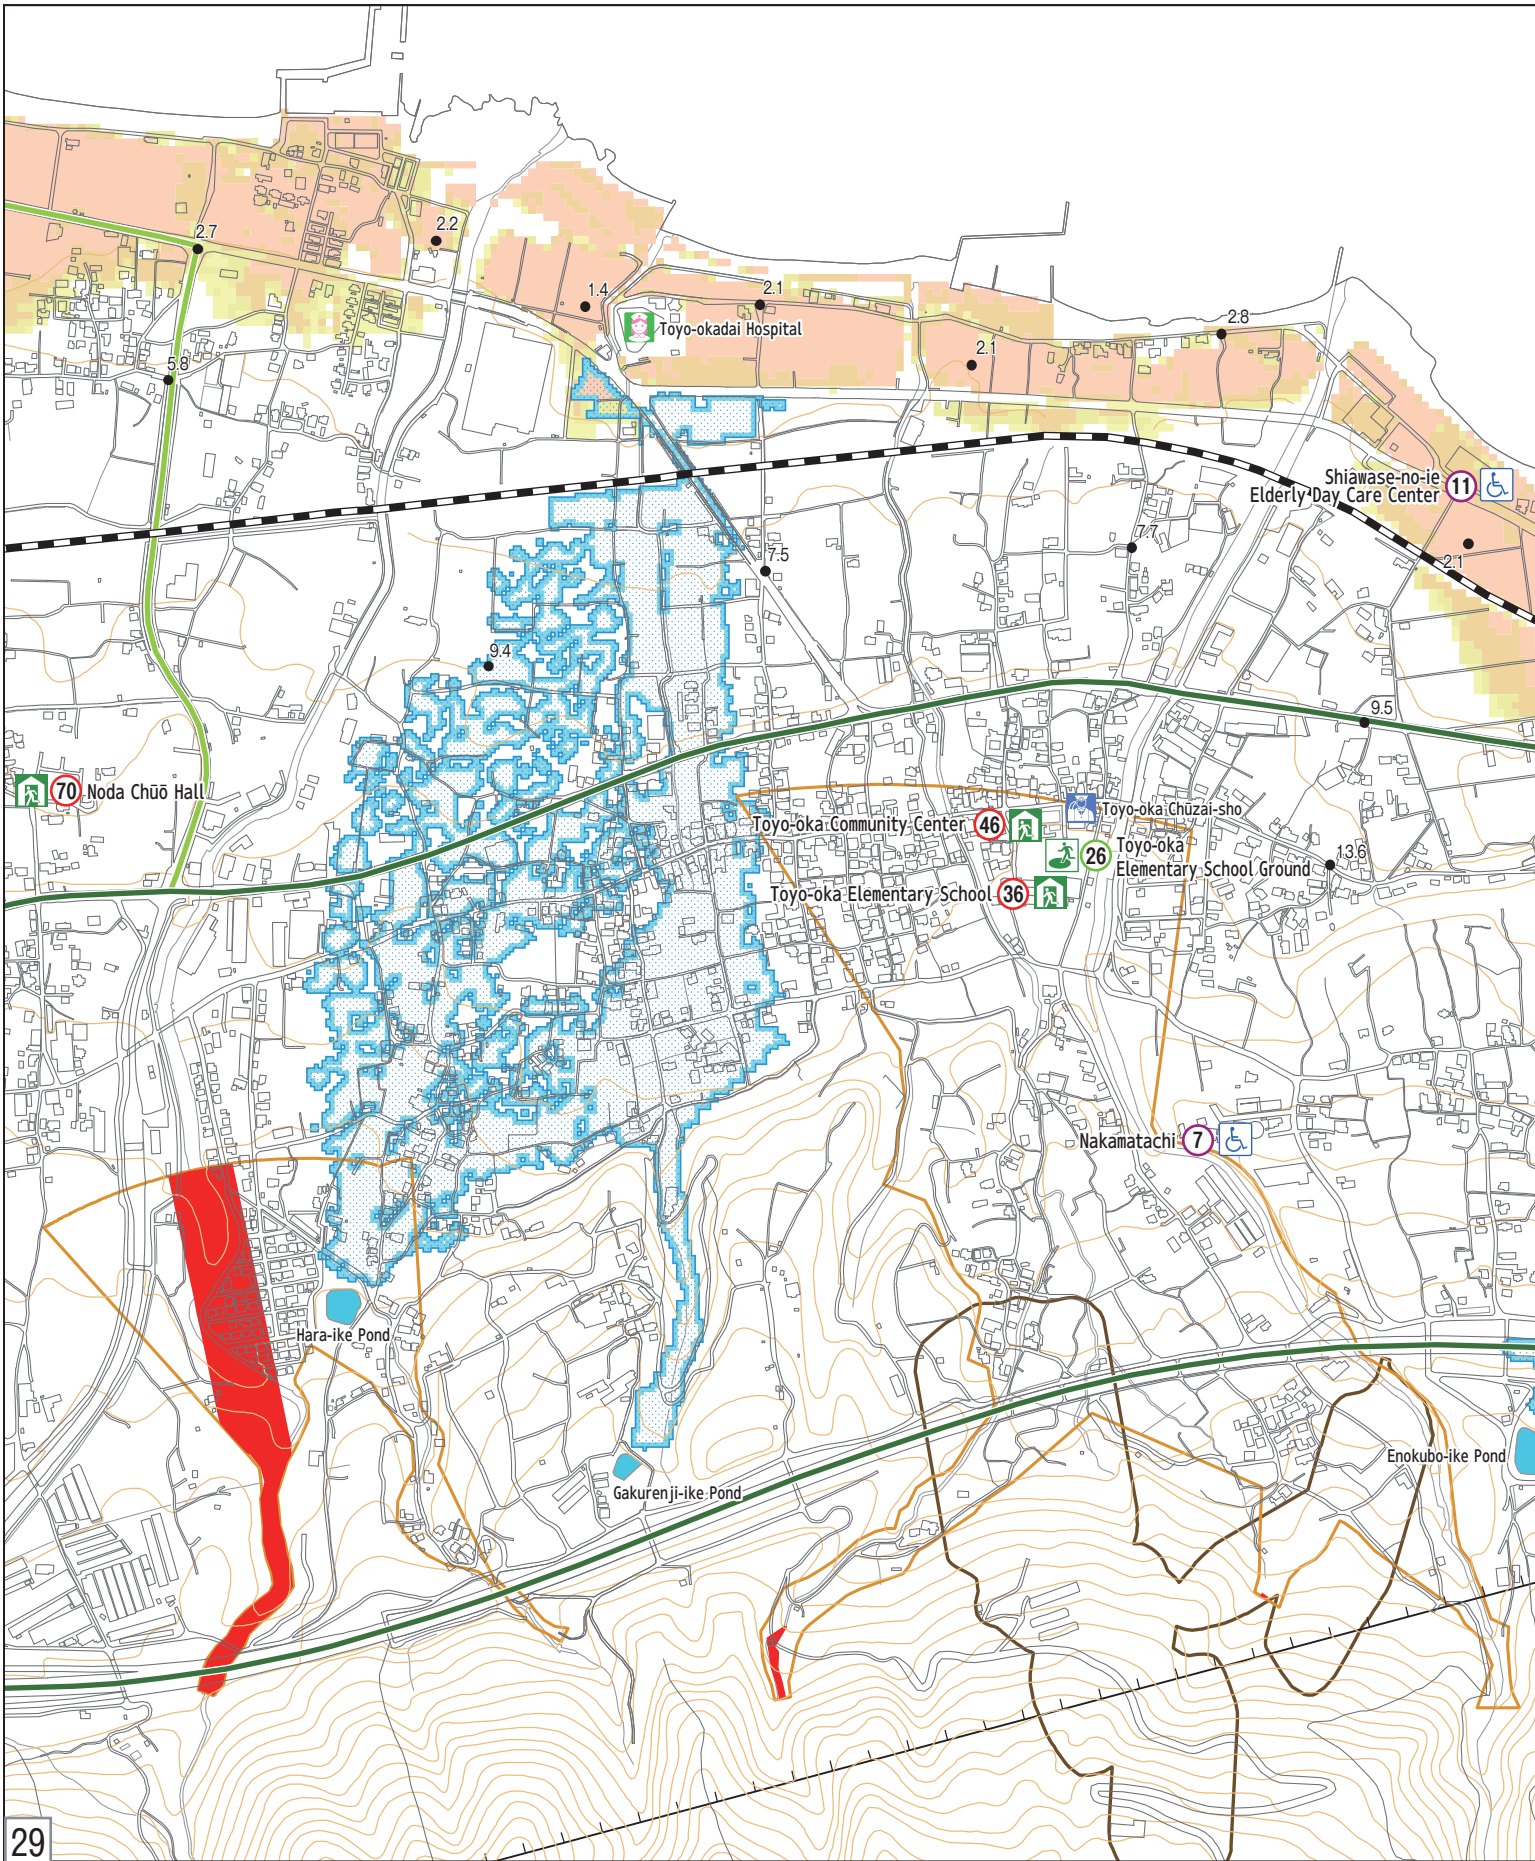 2.7
2.2
1.4
2.1
Toyo-okadai Hospital
2.8
2.1
5.8
Shiawase-no-ie
Elderly Day Care Center
11
7.7
2.1
7.5
9.4
9.5
70
Noda Chūō Hall
Toyo-oka Chuzai-sho
Toyo-oka Community Center
46
26
Toyo-oka
Elementary School Ground
13.6
Toyo-oka Elementary School
36
Nakamatachi
7
Hara-ike Pond
Enokubo-ike Pond
Gakurenji-ike Pond
29